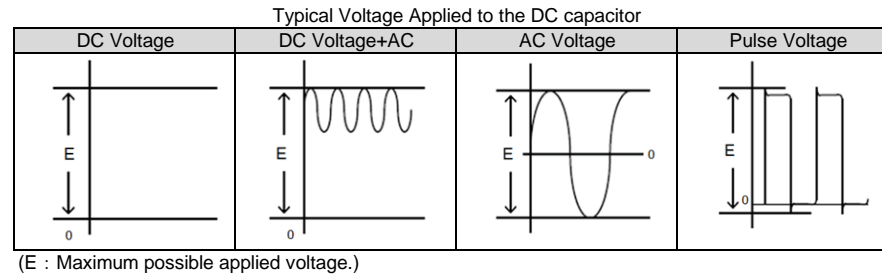 Typical Voltage Applied to the DC capacitor
DC Voltage DC Voltage+AC AC Voltage Pulse Voltage
E E E E
0 0 0 0
(E：Maximum possible applied voltage.)